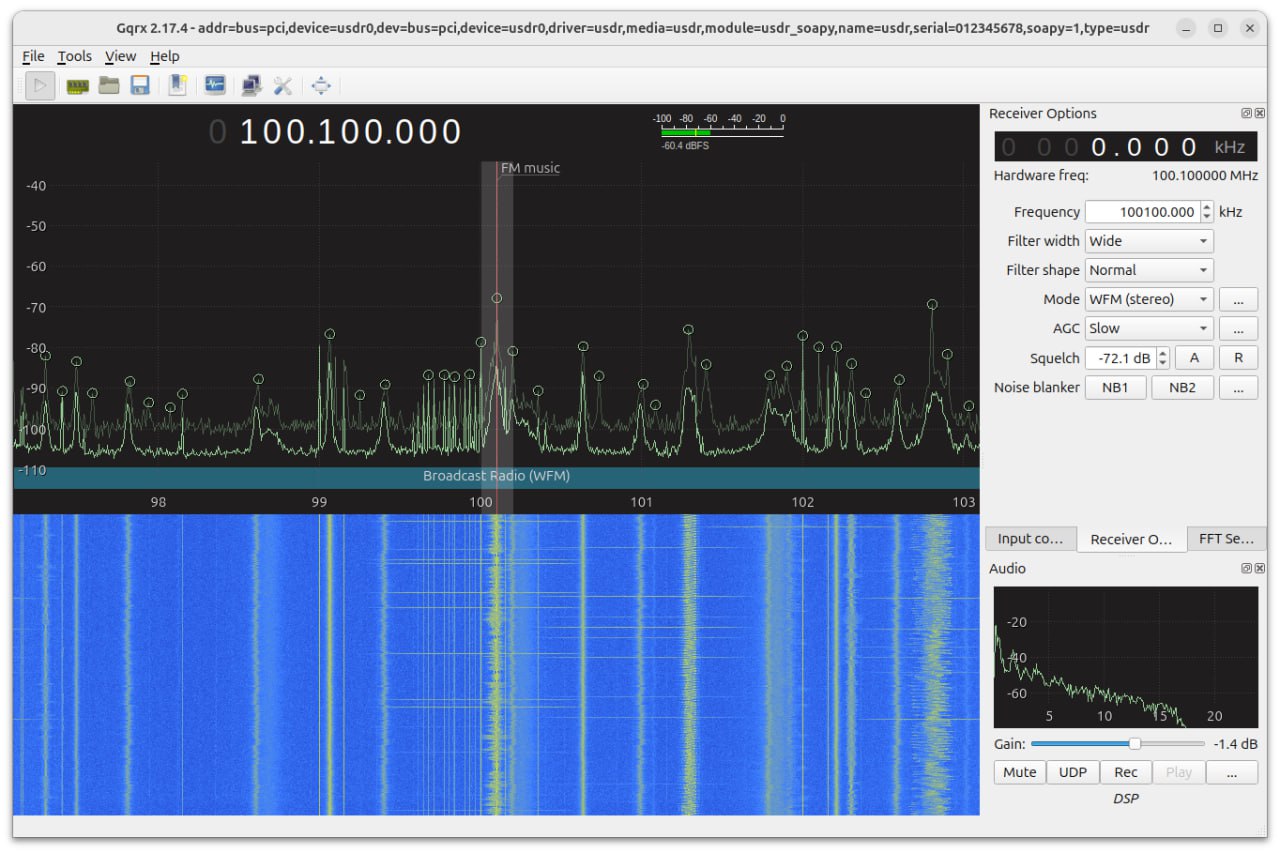 Gqrx 2.17.4 - addr=bus=pci,device=usdr0,dev=bus=pci,device=usdr0,driver=usdr,media=usdr,module=usdr_soapy,name=usdr,serial=012345678,soapy=1,type=usdr
File Tools View Help
0 100.100.000
-100 -80 -60 -40 -20 0
-60.4 dBFS
FM music
-40
-50
-60
-70
-80
-90
-100
-110
Broadcast Radio (WFM)
98 99 100 101 102 103
Receiver Options
0 0 0 0.000 kHz
Hardware freq: 100.100000 MHz
Frequency 100100.000 kHz
Filter width Wide
Filter shape Normal
Mode WFM (stereo) ...
AGC Slow ...
Squelch -72.1 dB A R
Noise blanker NB1 NB2 ...
Input co... Receiver O... FFT Se...
Audio
-20
-40
-60
5 10 15 20
Gain: -1.4 dB
Mute UDP Rec Play ...
DSP